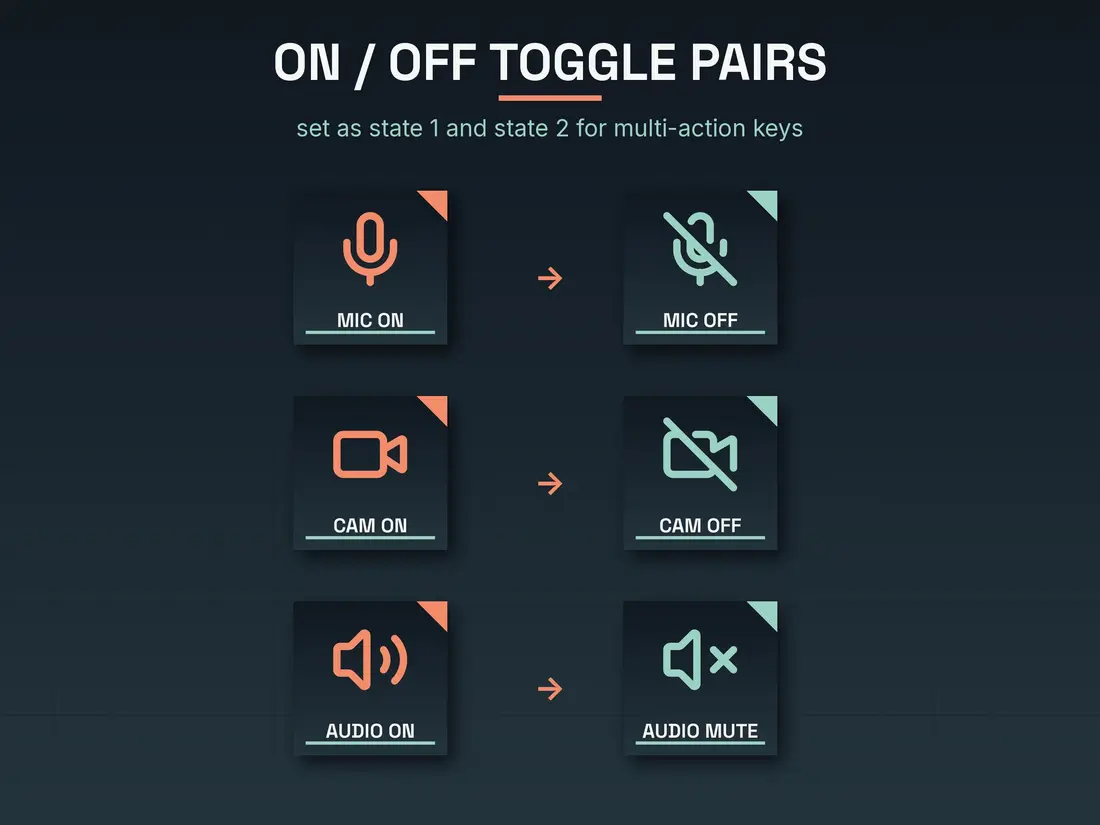 ON / OFF TOGGLE PAIRS
set as state 1 and state 2 for multi-action keys
MIC ON
MIC OFF
CAM ON
CAM OFF
AUDIO ON
AUDIO MUTE